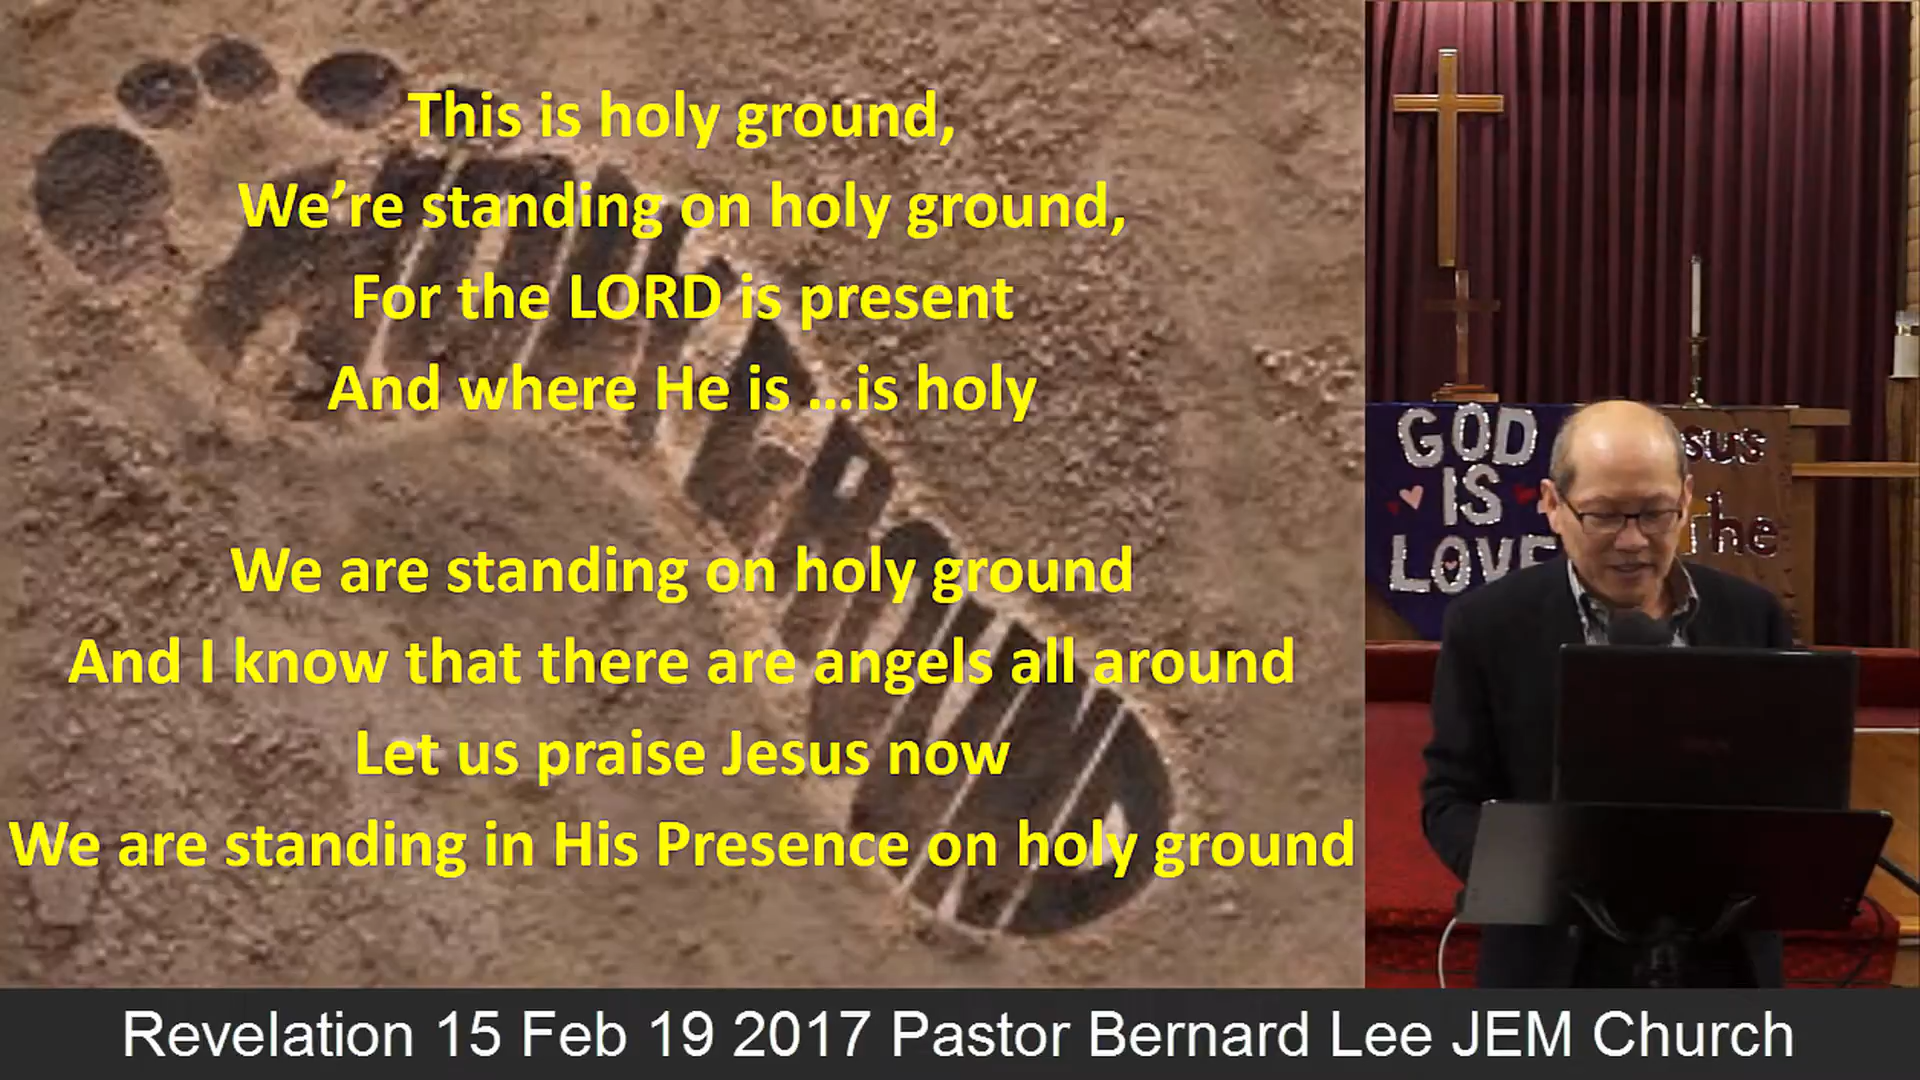 This is holy ground,
We're standing on holy ground,
For the LORD is present
And where He is ...is holy
We are standing on holy ground
And I know that there are angels all around
Let us praise Jesus now
We are standing in His Presence on holy ground
GOD
IS
LOVE
sus
the
Revelation 15 Feb 19 2017 Pastor Bernard Lee JEM Church